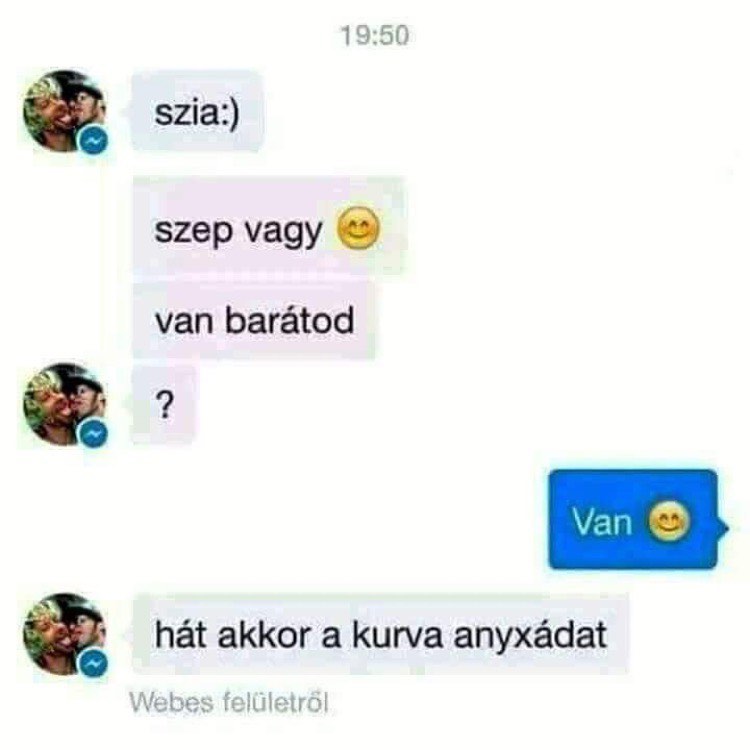 19:50
szia:)
szep vagy 😊
van barátod
?
Van 😊
hát akkor a kurva anyxádat
Webes felületről